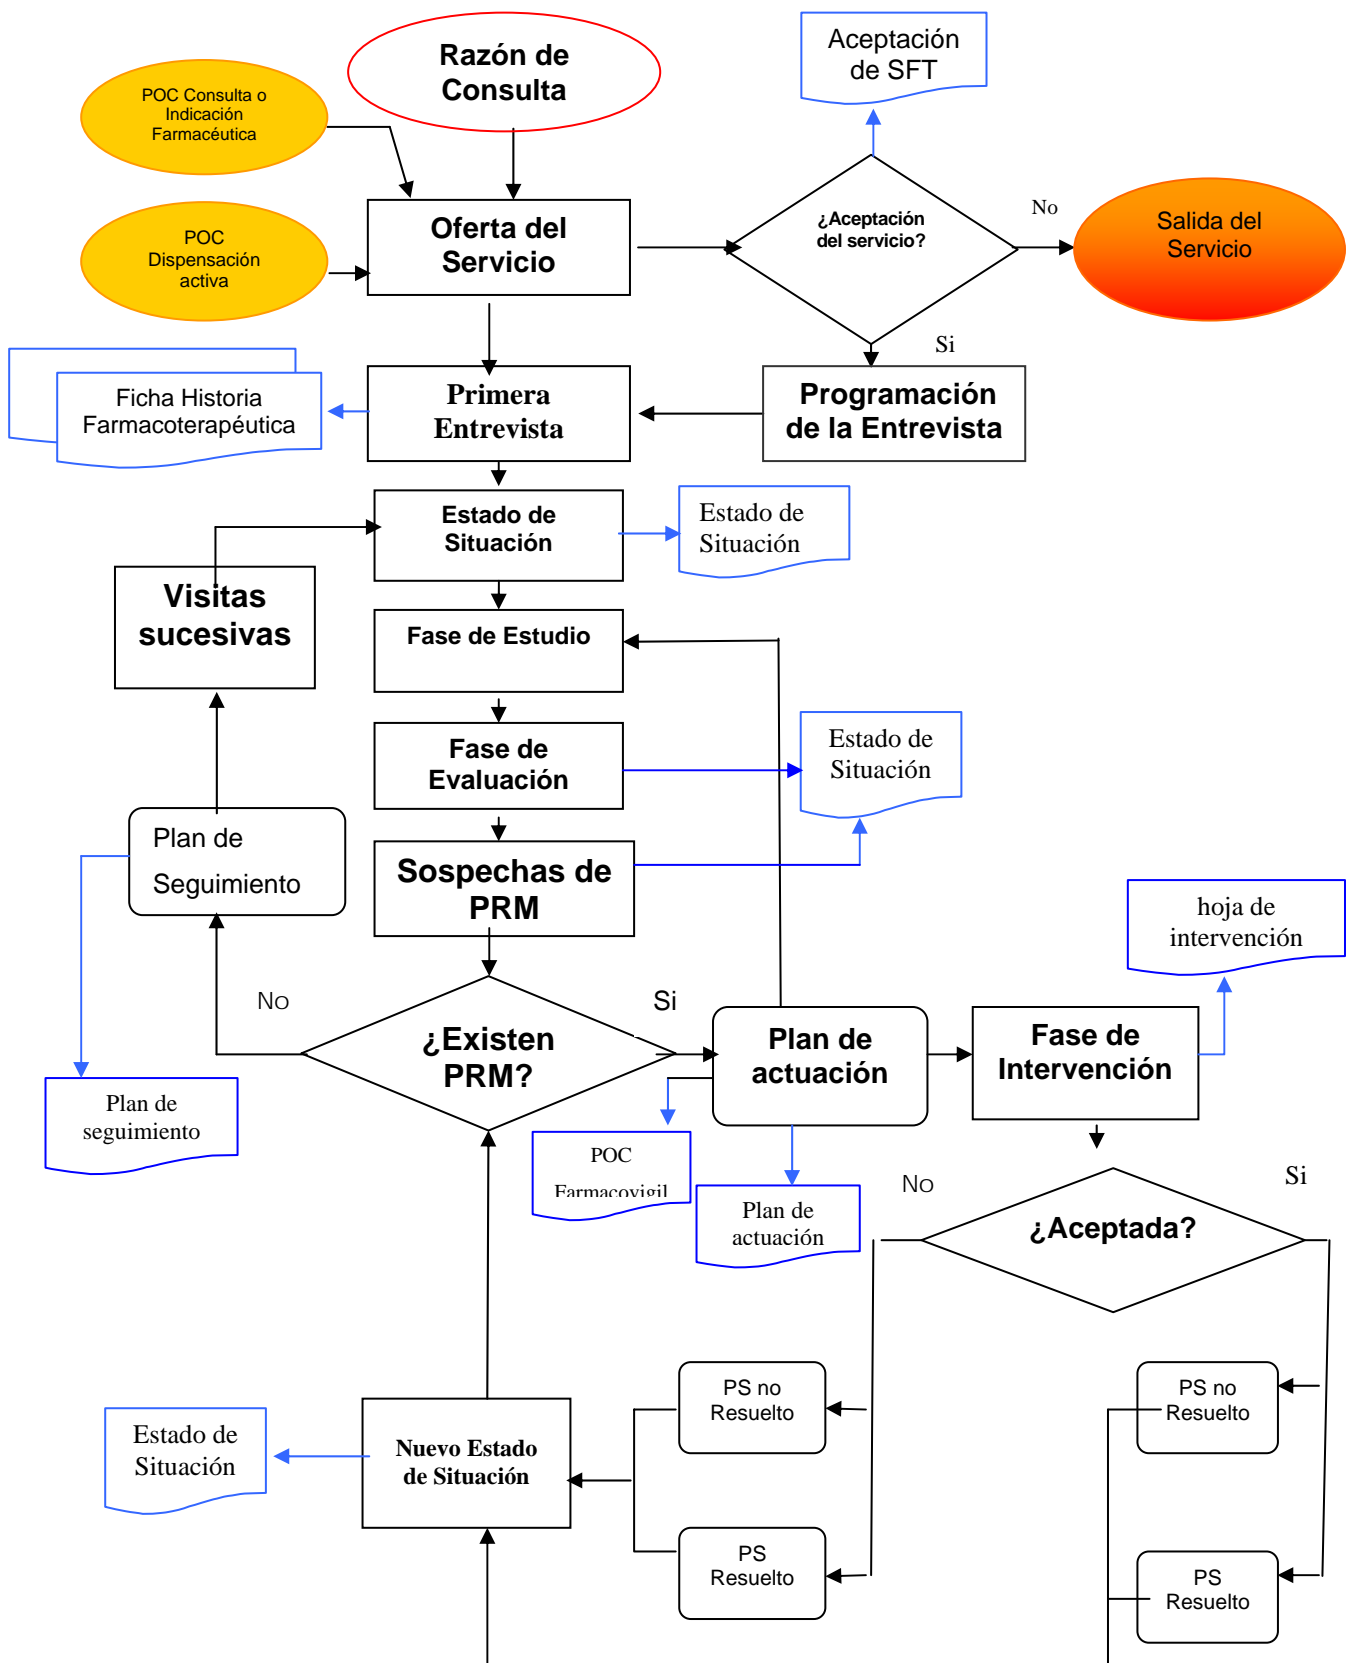 Razón de
Consulta
Aceptación
de SFT
POC Consulta o
Indicación
Farmacéutica
POC
Dispensación
activa
Oferta del
Servicio
¿Aceptación
del servicio?
No
Salida del
Servicio
Si
Ficha Historia
Farmacoterapéutica
Primera
Entrevista
Programación
de la Entrevista
Estado de
Situación
Estado de
Situación
Visitas
sucesivas
Fase de Estudio
Fase de
Evaluación
Estado de
Situación
Plan de
Seguimiento
Sospechas de
PRM
hoja de
intervención
No
¿Existen
PRM?
Si
Plan de
actuación
Fase de
Intervención
Plan de
seguimiento
POC
Farmacovigil
Plan de
actuación
No
¿Aceptada?
Si
PS no
Resuelto
PS no
Resuelto
Estado de
Situación
Nuevo Estado
de Situación
PS
Resuelto
PS
Resuelto